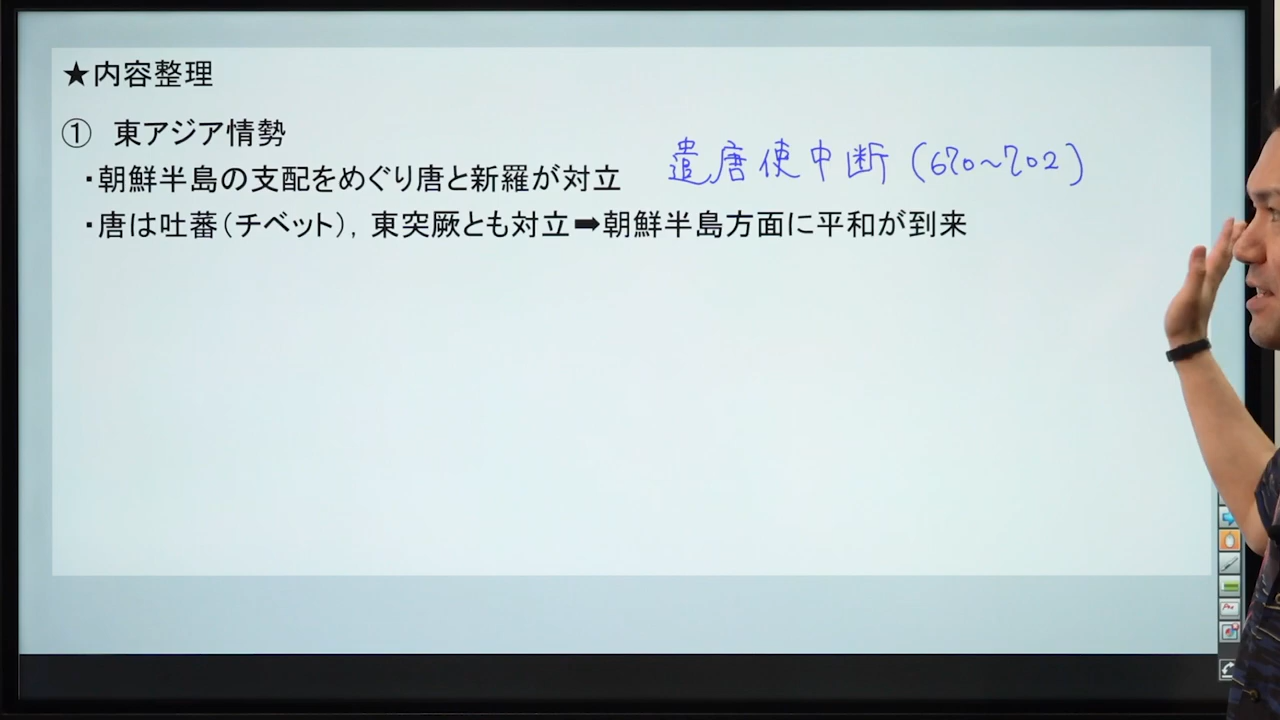 ★内容整理
① 東アジア情勢
・朝鮮半島の支配をめぐり唐と新羅が対立 遣唐使中断(670~702)
・唐は吐蕃(チベット), 東突厥とも対立➡朝鮮半島方面に平和が到来